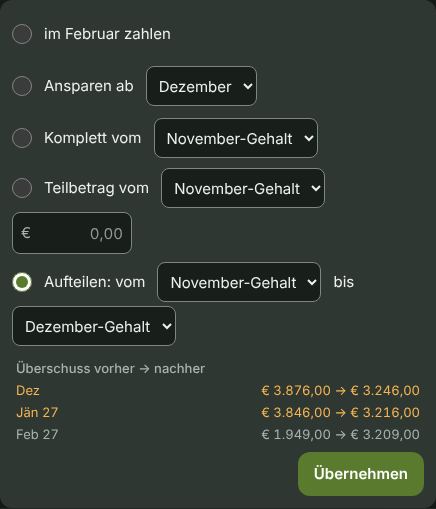 im Februar zahlen
Ansparen ab Dezember
Komplett vom November-Gehalt
Teilbetrag vom November-Gehalt
€ 0,00
Aufteilen: vom November-Gehalt bis
Dezember-Gehalt
Überschuss vorher → nachher
Dez € 3.876,00 → € 3.246,00
Jän 27 € 3.846,00 → € 3.216,00
Feb 27 € 1.949,00 → € 3.209,00
Übernehmen